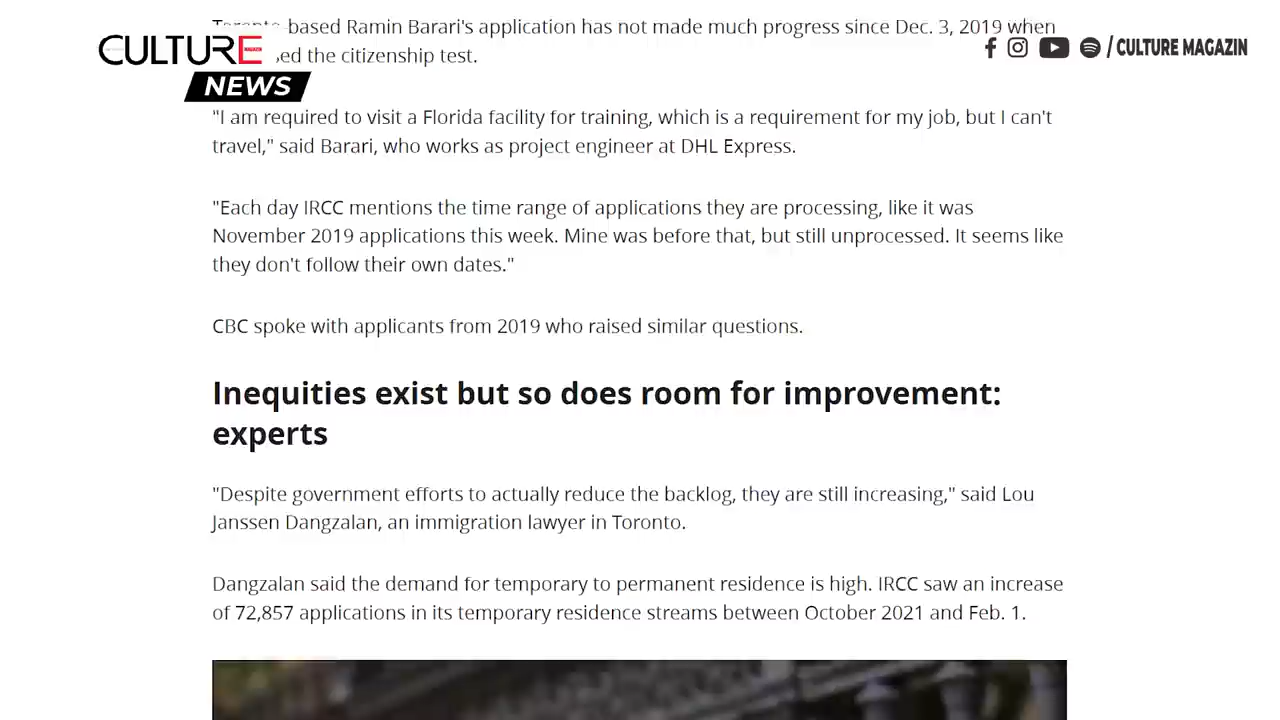 -based Ramin Barari's application has not made much progress since Dec. 3, 2019 when
CULTURE
the citizenship test.
NEWS
/ CULTURE MAGAZIN
"I am required to visit a Florida facility for training, which is a requirement for my job, but I can't
travel," said Barari, who works as project engineer at DHL Express.
"Each day IRCC mentions the time range of applications they are processing, like it was
November 2019 applications this week. Mine was before that, but still unprocessed. It seems like
they don't follow their own dates."
CBC spoke with applicants from 2019 who raised similar questions.
Inequities exist but so does room for improvement:
experts
"Despite government efforts to actually reduce the backlog, they are still increasing," said Lou
Janssen Dangzalan, an immigration lawyer in Toronto.
Dangzalan said the demand for temporary to permanent residence is high. IRCC saw an increase
of 72,857 applications in its temporary residence streams between October 2021 and Feb. 1.